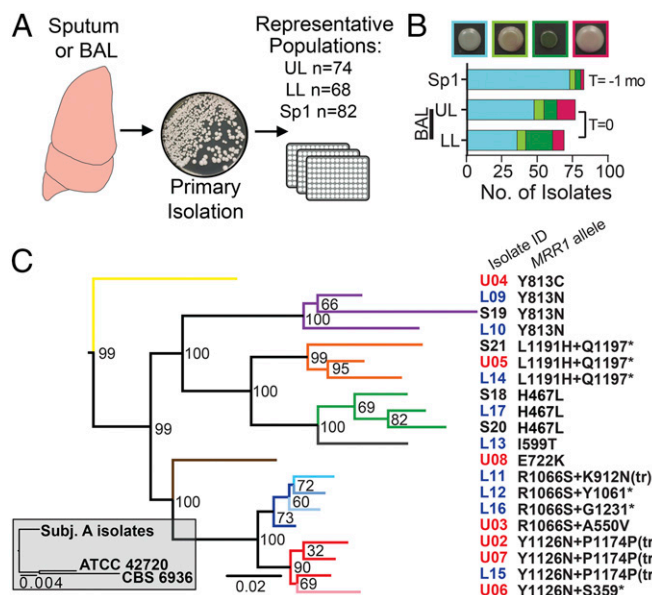 A
Sputum
or BAL
Primary
Isolation
Representative
Populations:
UL n=74
LL n=68
Sp1 n=82
B
Sp1
T= -1 mo
BAL
UL
T=0
LL
0 25 50 75 100
No. of Isolates
C
Isolate ID MRR1 allele
U04 Y813C
L09 Y813N
S19 Y813N
L10 Y813N
S21 L1191H+Q1197*
U05 L1191H+Q1197*
L14 L1191H+Q1197*
S18 H467L
L17 H467L
S20 H467L
L13 I599T
U08 E722K
L11 R1066S+K912N(tr)
L12 R1066S+Y1061*
L16 R1066S+G1231*
U03 R1066S+A550V
U02 Y1126N+P1174P(tr
U07 Y1126N+P1174P(tr
L15 Y1126N+P1174P(tr
U06 Y1126N+S359*
66
100
99
100
99
95
100
69
82
100
99
100
72
60
73
100
32
90
69
Subj. A isolates
ATCC 42720
CBS 6936
0.004
0.02